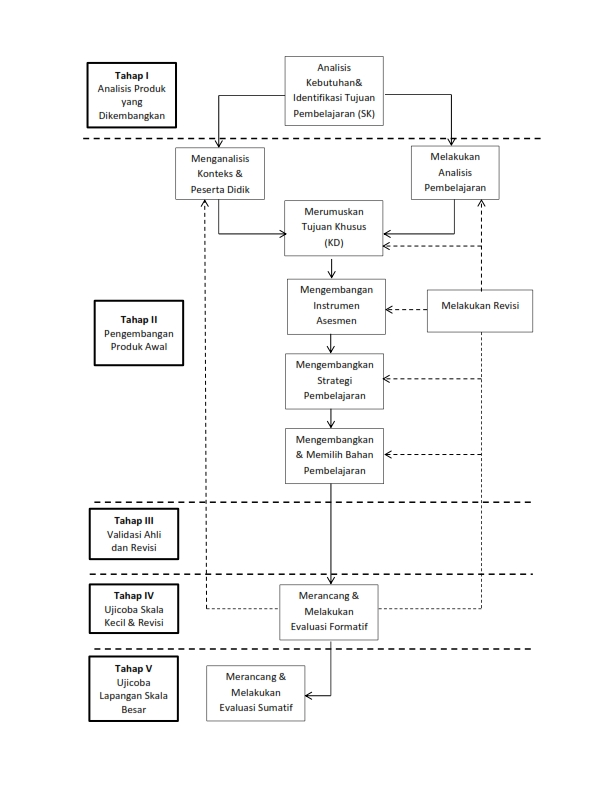 Tahap I
Analisis Produk
yang
Dikembangkan
Analisis
Kebutuhan&
Identifikasi Tujuan
Pembelajaran (SK)
Menganalisis
Konteks &
Peserta Didik
Melakukan
Analisis
Pembelajaran
Merumuskan
Tujuan Khusus
(KD)
Tahap II
Pengembangan
Produk Awal
Mengembangan
Instrumen
Asesmen
Melakukan Revisi
Mengembangkan
Strategi
Pembelajaran
Mengembangkan
& Memilih Bahan
Pembelajaran
Tahap III
Validasi Ahli
dan Revisi
Tahap IV
Ujicoba Skala
Kecil & Revisi
Merancang &
Melakukan
Evaluasi Formatif
Tahap V
Ujicoba
Lapangan Skala
Besar
Merancang &
Melakukan
Evaluasi Sumatif